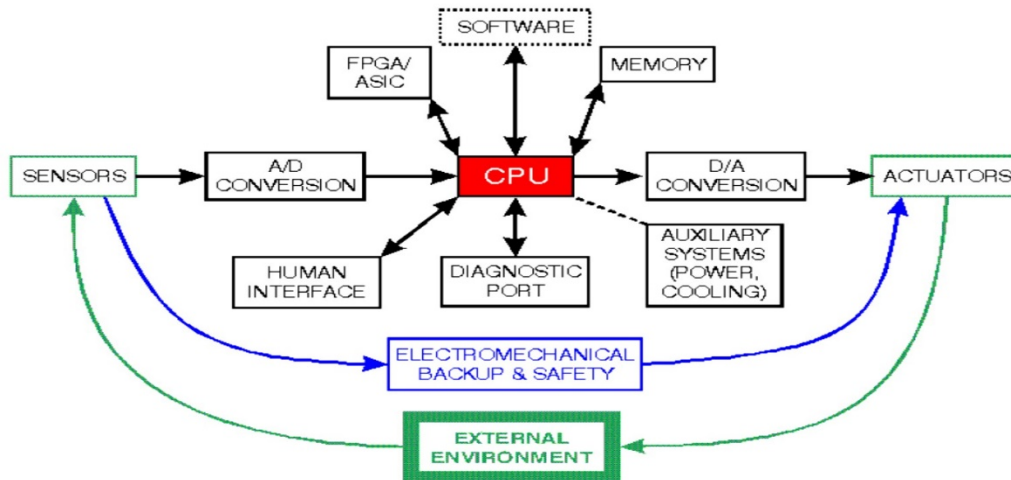 SOFTWARE
FPGA/
ASIC
MEMORY
SENSORS
A/D
CONVERSION
CPU
D/A
CONVERSION
ACTUATORS
HUMAN
INTERFACE
DIAGNOSTIC
PORT
AUXILIARY
SYSTEMS
(POWER,
COOLING)
ELECTROMECHANICAL
BACKUP & SAFETY
EXTERNAL
ENVIRONMENT